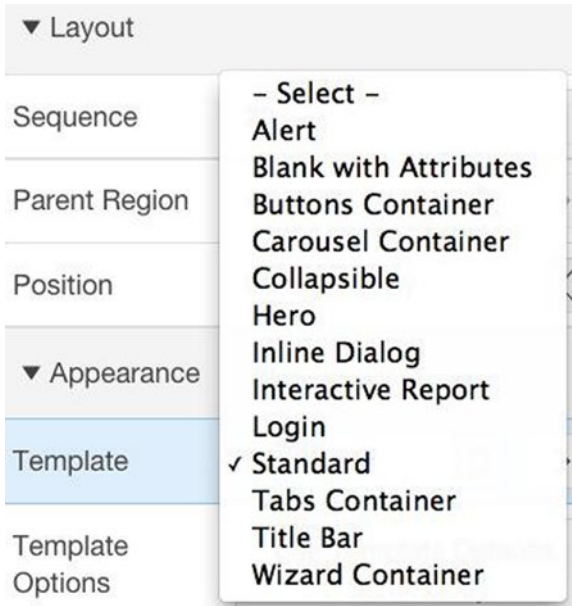 ▼ Layout
Sequence
Parent Region
Position
▼ Appearance
Template
Template
Options
– Select –
Alert
Blank with Attributes
Buttons Container
Carousel Container
Collapsible
Hero
Inline Dialog
Interactive Report
Login
✓ Standard
Tabs Container
Title Bar
Wizard Container